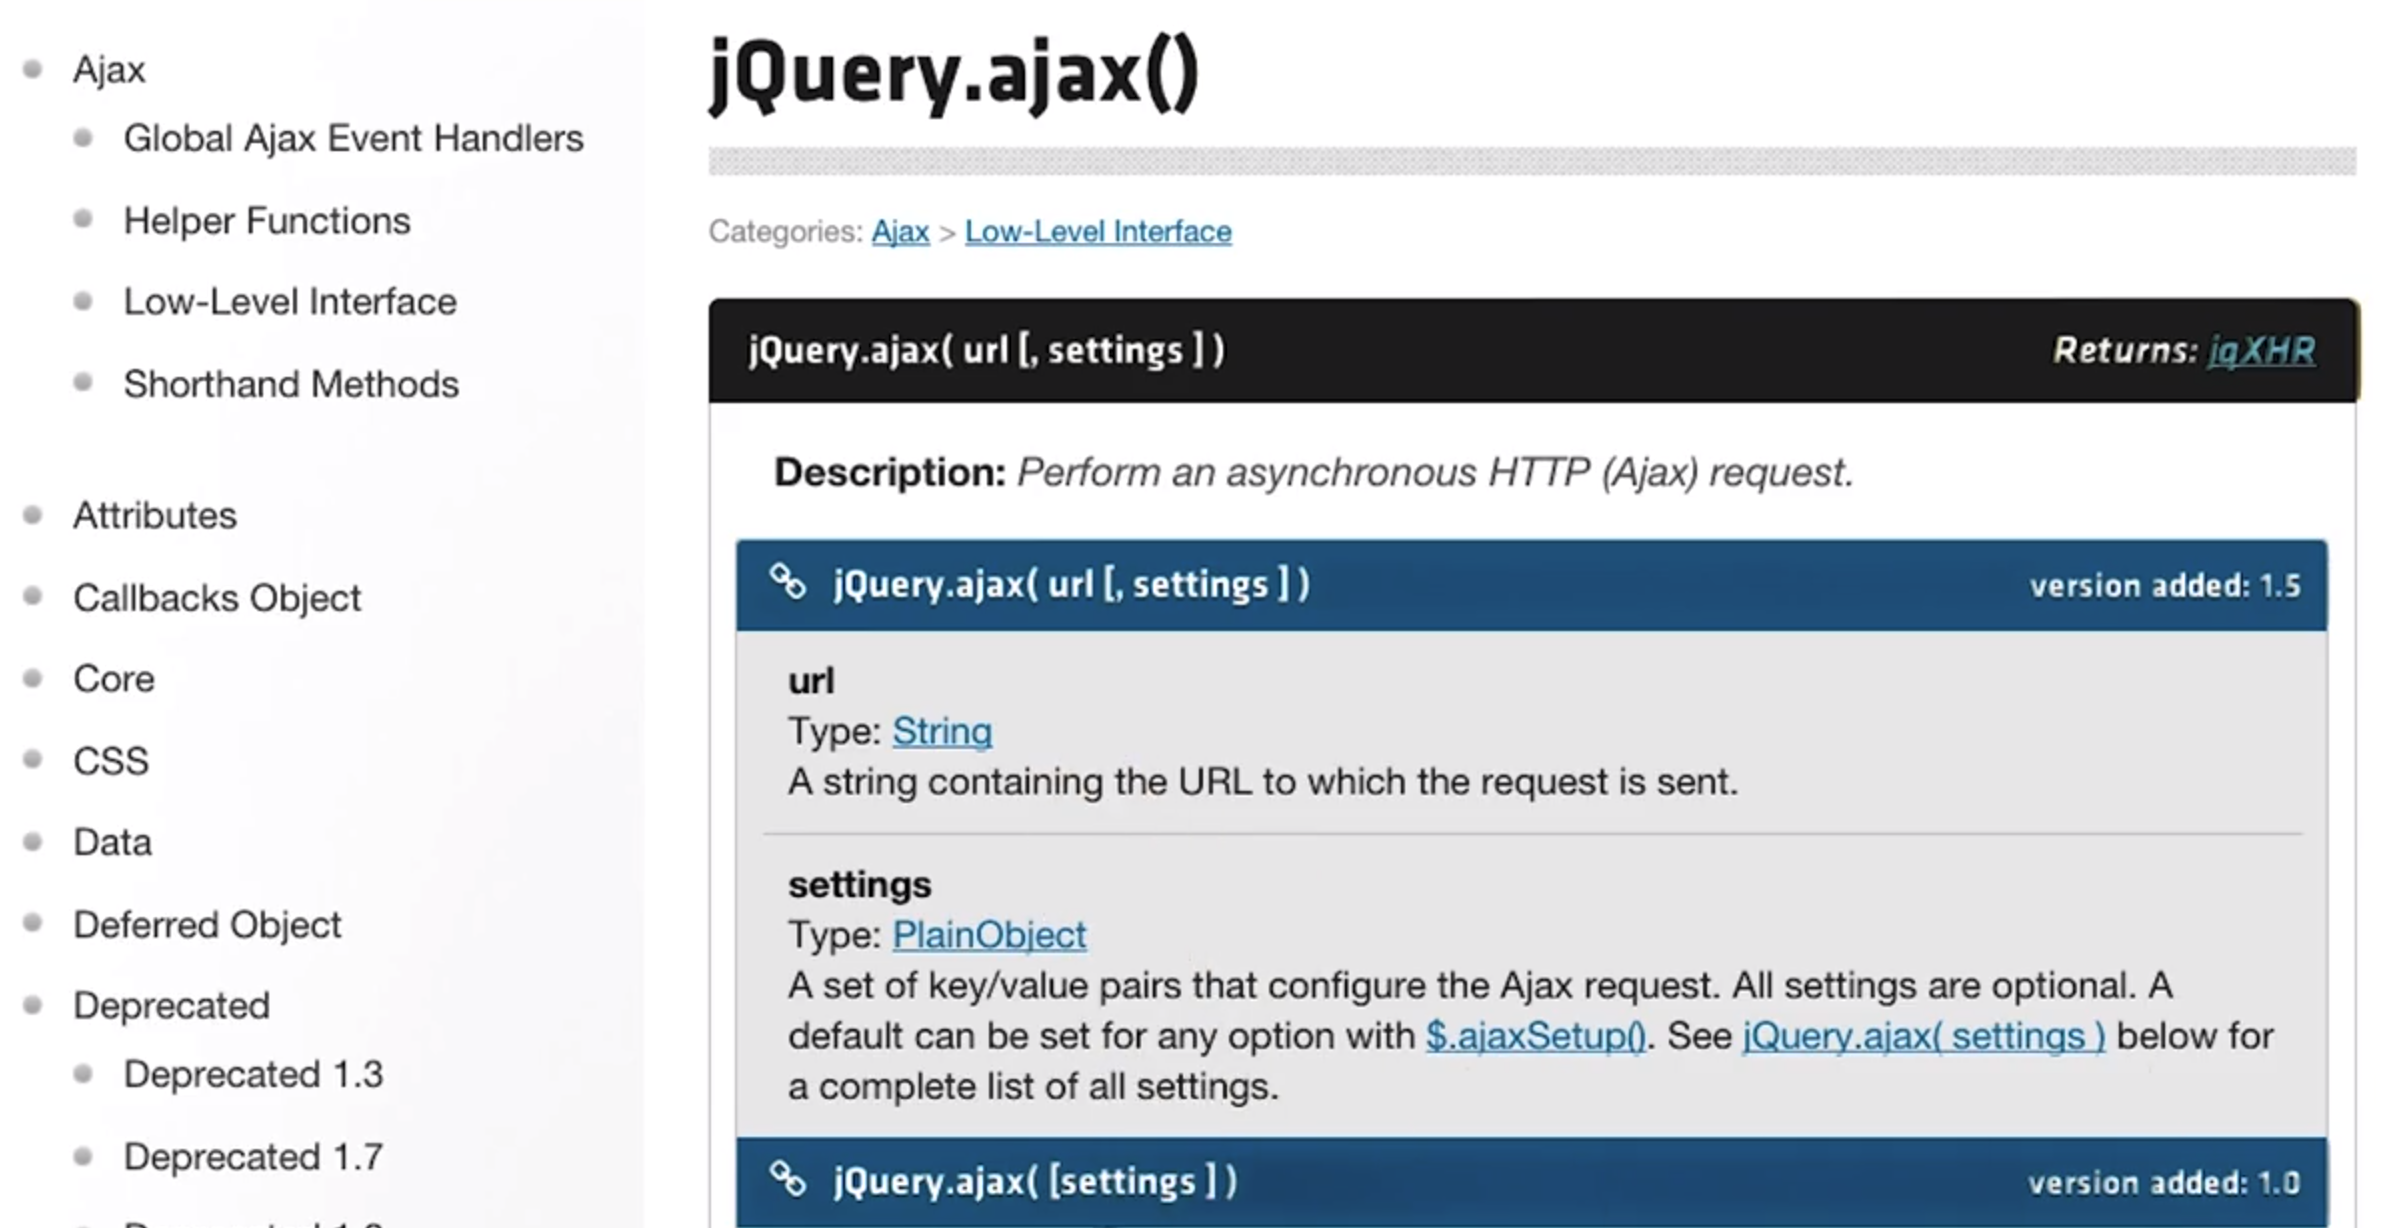 Ajax
Global Ajax Event Handlers
Helper Functions
Low-Level Interface
Shorthand Methods
Attributes
Callbacks Object
Core
CSS
Data
Deferred Object
Deprecated
Deprecated 1.3
Deprecated 1.7
jQuery.ajax()
Categories: Ajax > Low-Level Interface
jQuery.ajax( url [, settings ] )
Returns: jqXHR
Description: Perform an asynchronous HTTP (Ajax) request.
jQuery.ajax( url [, settings ] )
version added: 1.5
url
Type: String
A string containing the URL to which the request is sent.
settings
Type: PlainObject
A set of key/value pairs that configure the Ajax request. All settings are optional. A
default can be set for any option with $.ajaxSetup(). See jQuery.ajax( settings ) below for
a complete list of all settings.
jQuery.ajax( [settings ] )
version added: 1.0